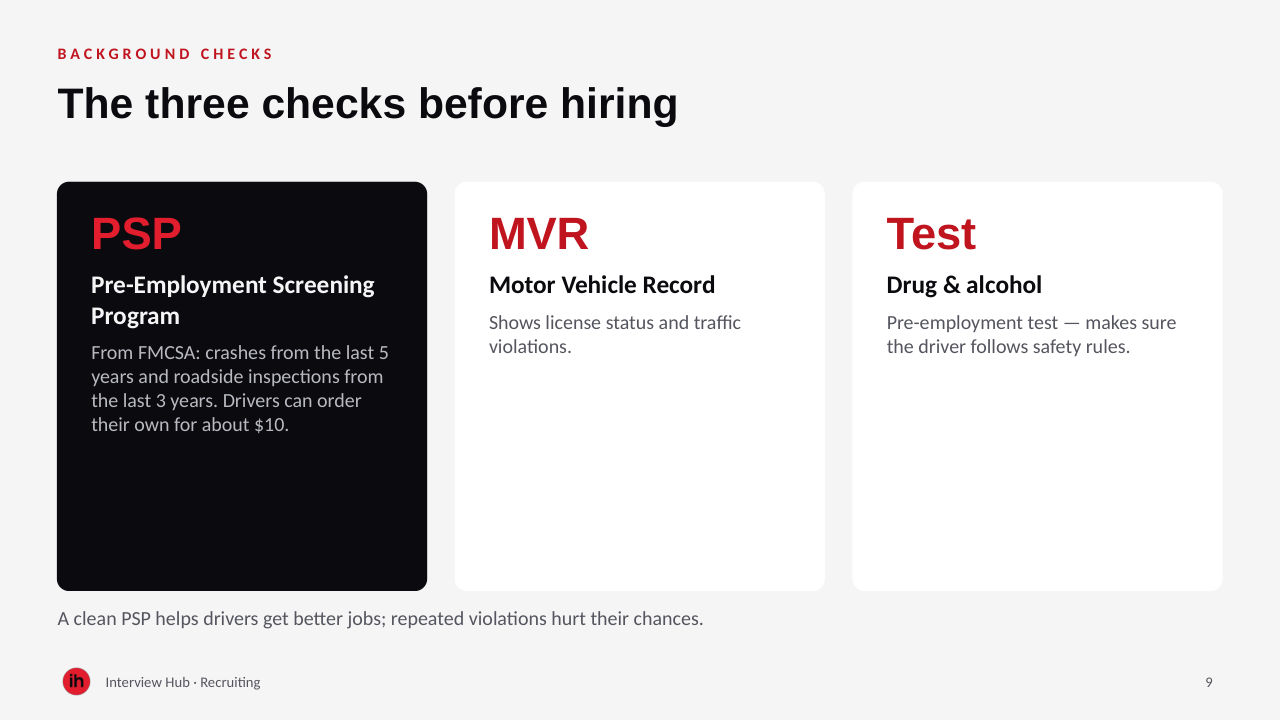 BACKGROUND CHECKS
The three checks before hiring
PSP
Pre-Employment Screening
Program
From FMCSA: crashes from the last 5
years and roadside inspections from
the last 3 years. Drivers can order
their own for about $10.
MVR
Motor Vehicle Record
Shows license status and traffic
violations.
Test
Drug & alcohol
Pre-employment test — makes sure
the driver follows safety rules.
A clean PSP helps drivers get better jobs; repeated violations hurt their chances.
ih
Interview Hub · Recruiting
9